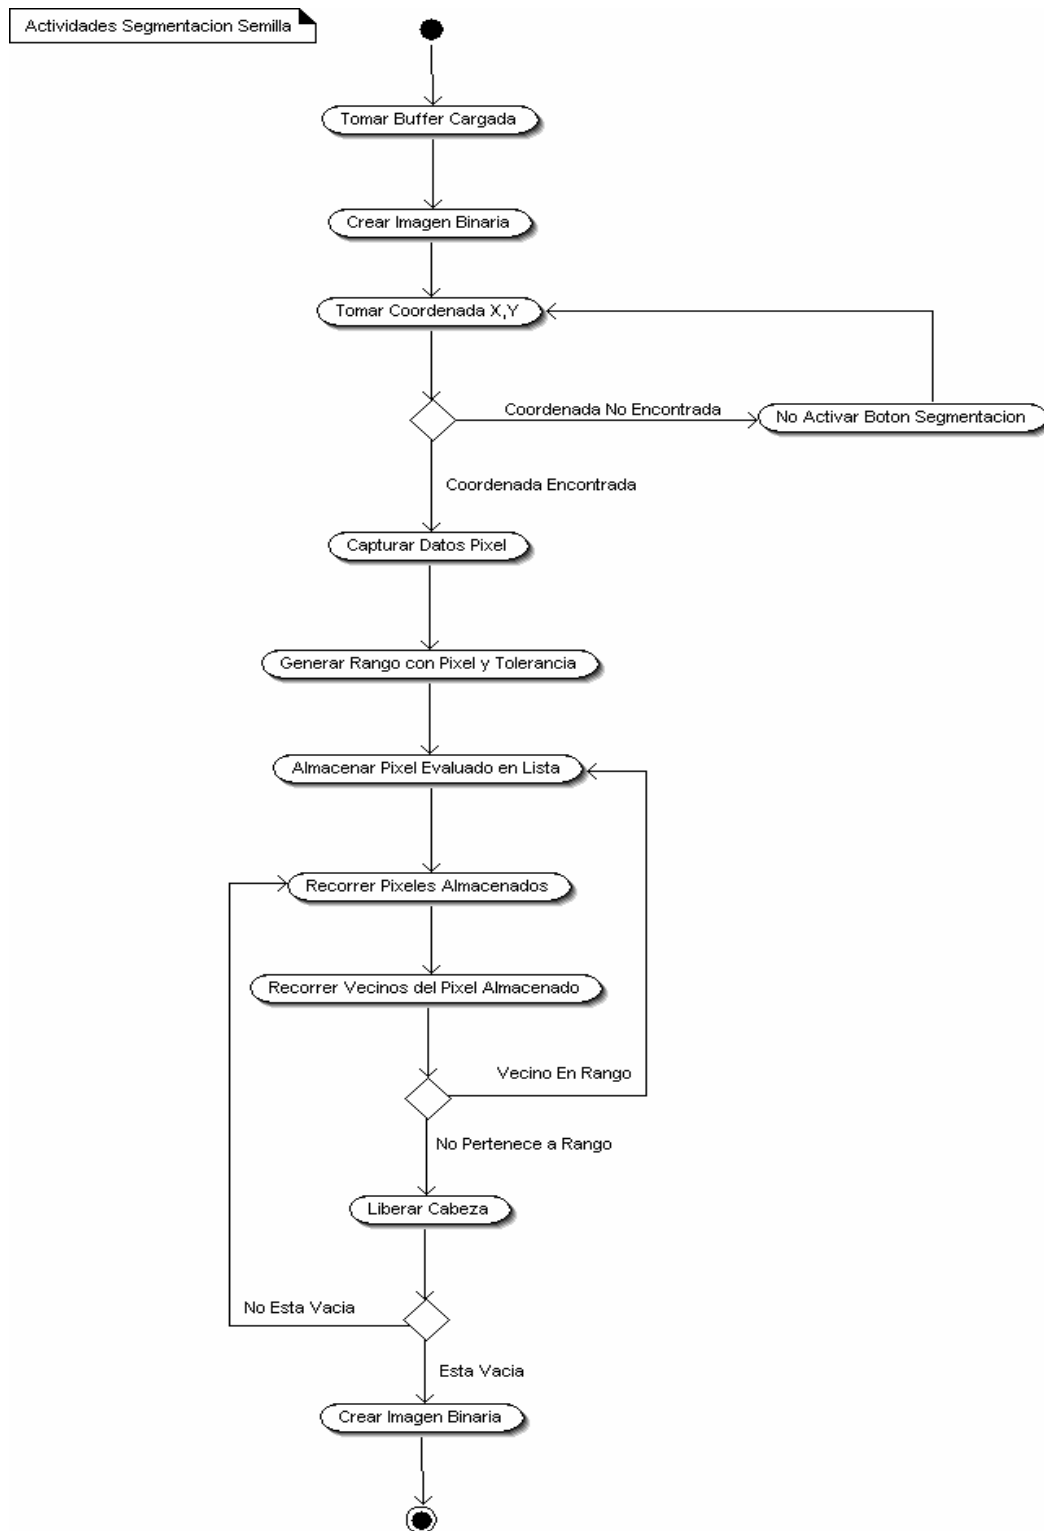 Actividades Segmentacion Semilla
Tomar Buffer Cargada
Crear Imagen Binaria
Tomar Coordenada X,Y
Coordenada No Encontrada
No Activar Boton Segmentacion
Coordenada Encontrada
Capturar Datos Pixel
Generar Rango con Pixel y Tolerancia
Almacenar Pixel Evaluado en Lista
Recorrer Pixeles Almacenados
Recorrer Vecinos del Pixel Almacenado
Vecino En Rango
No Pertenece a Rango
Liberar Cabeza
No Esta Vacia
Esta Vacia
Crear Imagen Binaria